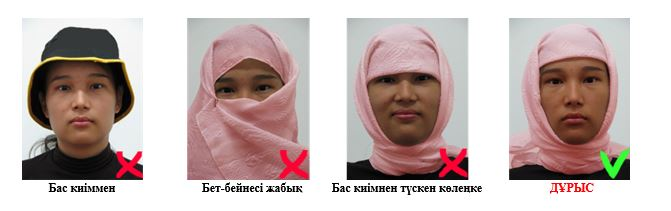 Бас киіммен
Бет-бейнесі жабық
Бас киімнен түскен көлеңке
ДҰРЫС